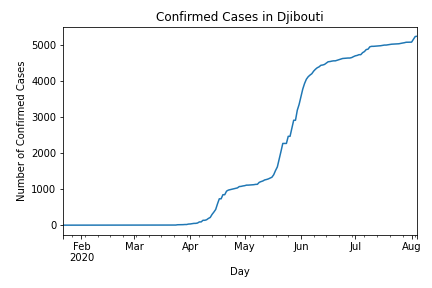 Confirmed Cases in Djibouti
Number of Confirmed Cases
5000
4000
3000
2000
1000
0
Feb Mar Apr May Jun Jul Aug
2020
Day